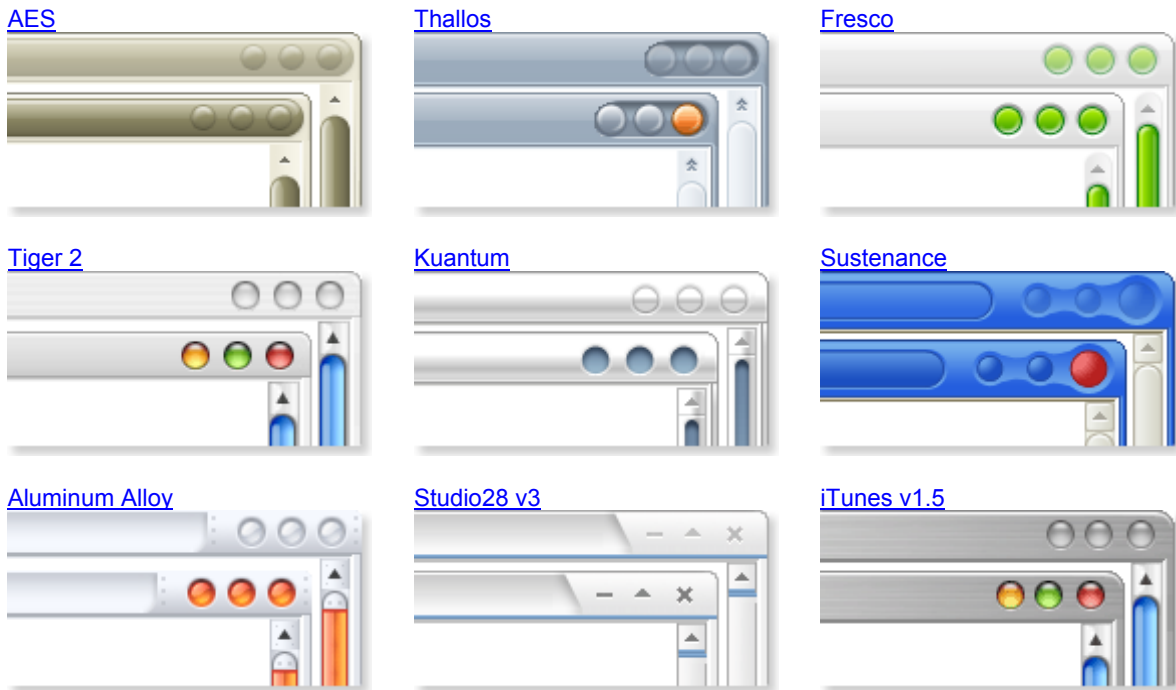 AES
Thallos
Fresco
Tiger 2
Kuantum
Sustenance
Aluminum Alloy
Studio28 v3
iTunes v1.5